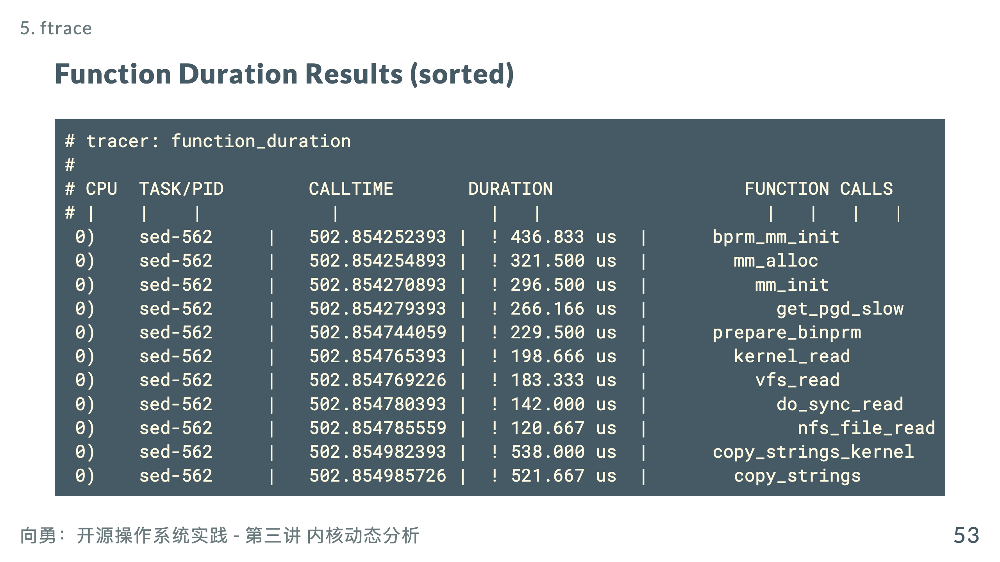 5. ftrace
Function Duration Results (sorted)
# tracer: function_duration
#
# CPU  TASK/PID        CALLTIME       DURATION                  FUNCTION CALLS
# |    |    |            |              |   |                     |   |   |   |
 0)    sed-562     |   502.854252393 |  ! 436.833 us  |      bprm_mm_init
 0)    sed-562     |   502.854254893 |  ! 321.500 us  |        mm_alloc
 0)    sed-562     |   502.854270893 |  ! 296.500 us  |          mm_init
 0)    sed-562     |   502.854279393 |  ! 266.166 us  |            get_pgd_slow
 0)    sed-562     |   502.854744059 |  ! 229.500 us  |      prepare_binprm
 0)    sed-562     |   502.854765393 |  ! 198.666 us  |        kernel_read
 0)    sed-562     |   502.854769226 |  ! 183.333 us  |          vfs_read
 0)    sed-562     |   502.854780393 |  ! 142.000 us  |            do_sync_read
 0)    sed-562     |   502.854785559 |  ! 120.667 us  |              nfs_file_read
 0)    sed-562     |   502.854982393 |  ! 538.000 us  |      copy_strings_kernel
 0)    sed-562     |   502.854985726 |  ! 521.667 us  |        copy_strings
向勇：开源操作系统实践 - 第三讲 内核动态分析
53